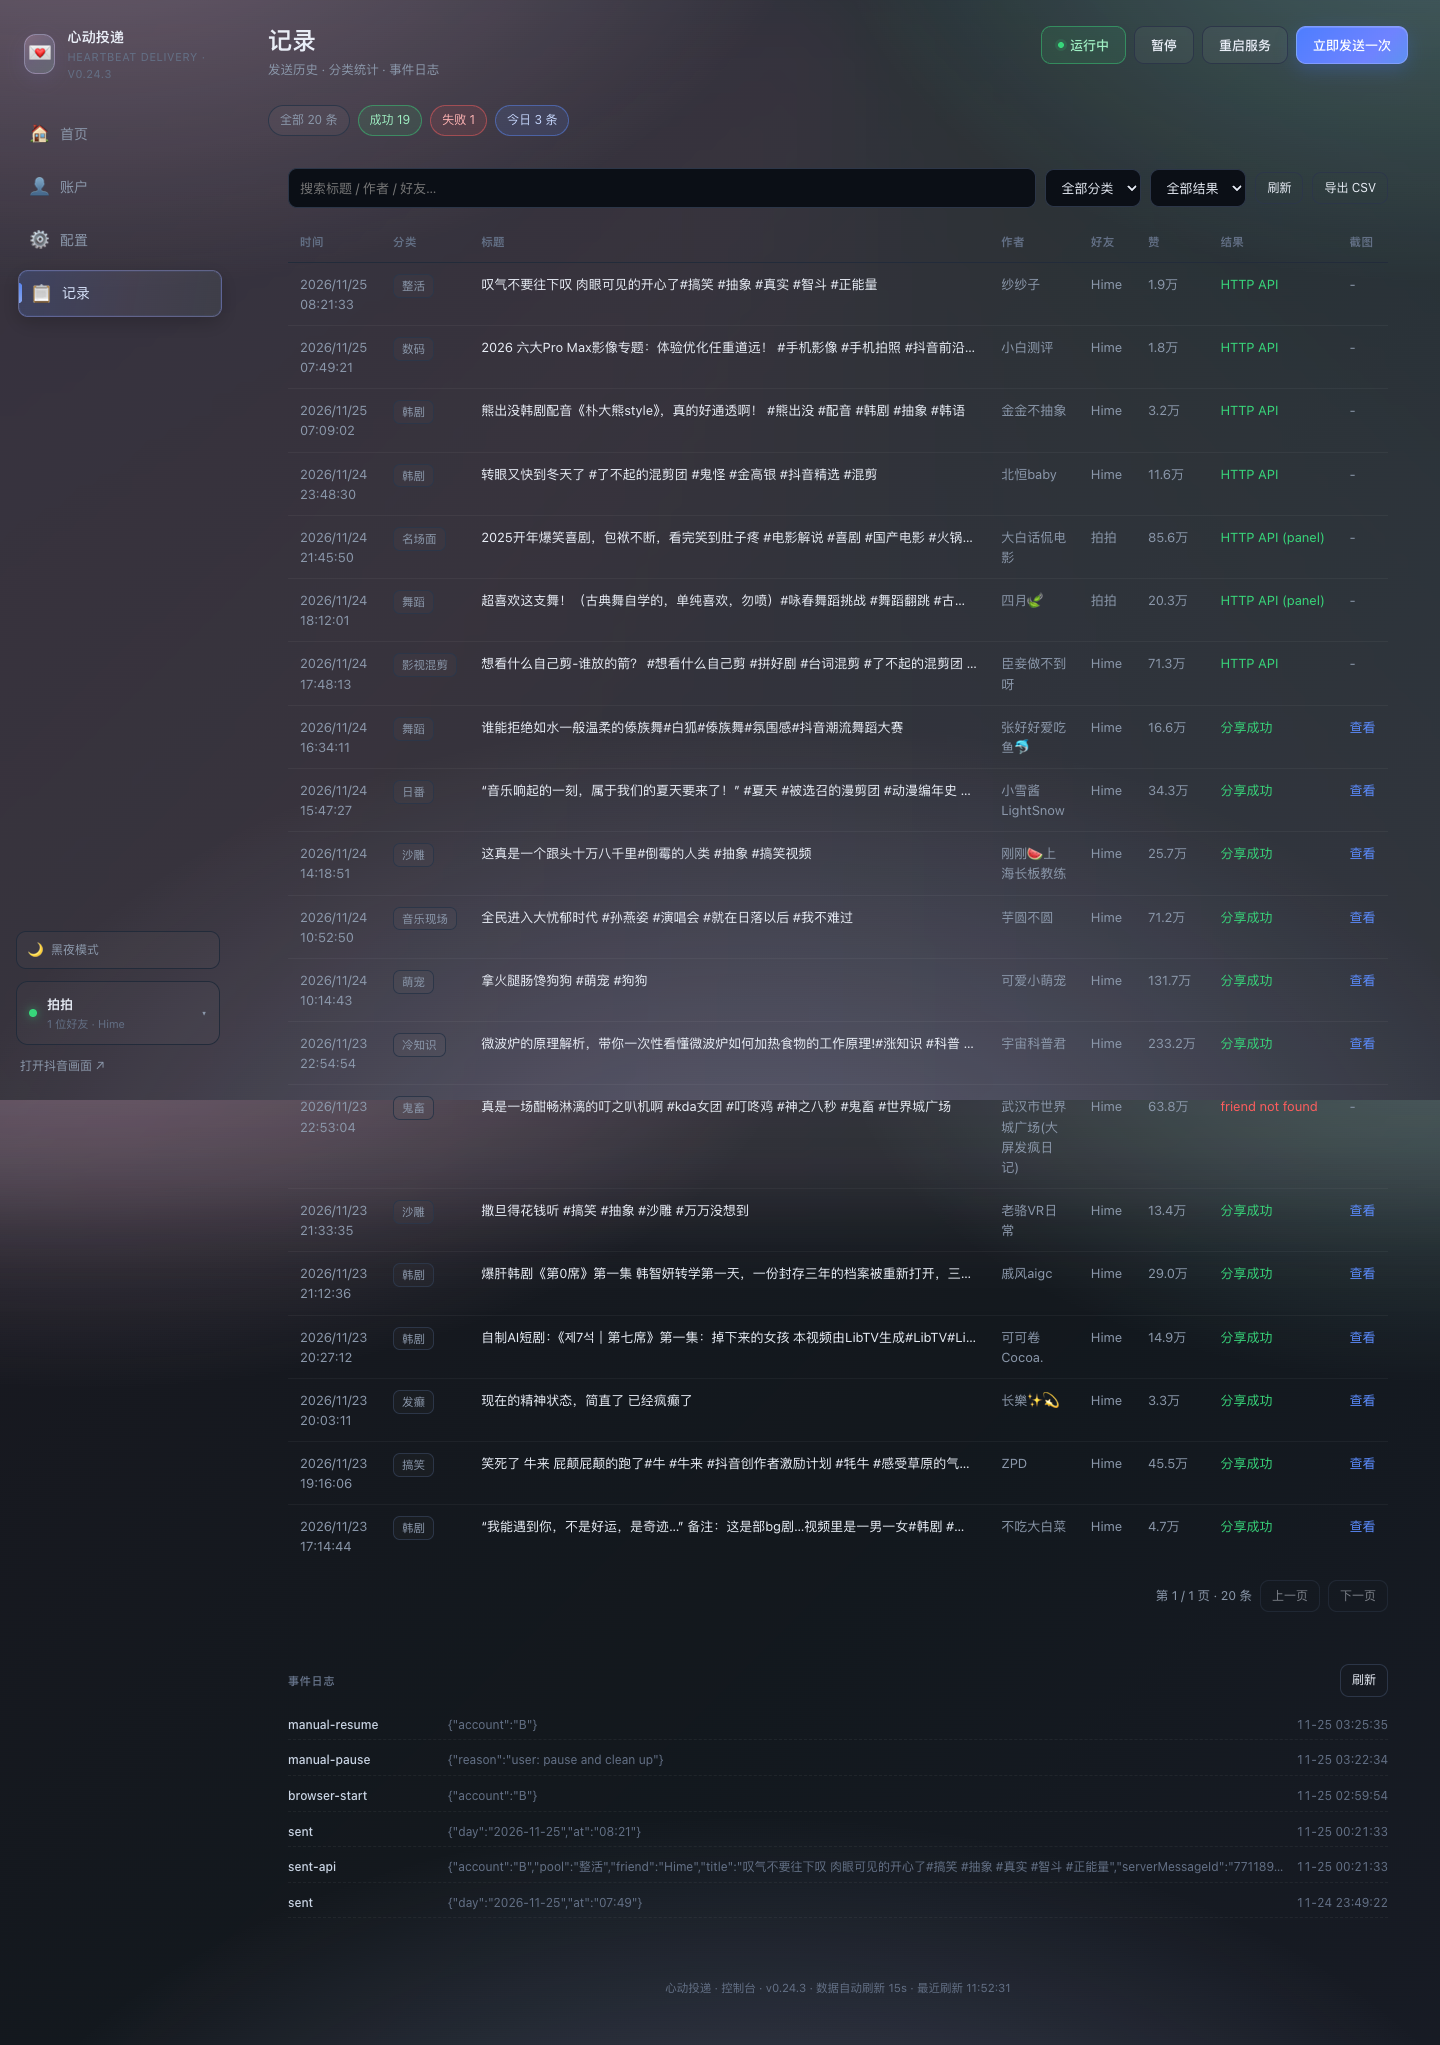 心动投递
HEARTBEAT DELIVERY ·
V0.24.3
首页
账户
配置
记录
黑夜模式
拍拍
1 位好友 · Hime
打开抖音画面 ↗
记录
发送历史 · 分类统计 · 事件日志
运行中 暂停 重启服务 立即发送一次
全部 20 条 成功 19 失败 1 今日 3 条
搜索标题 / 作者 / 好友... 全部分类 全部结果 刷新 导出 CSV
时间 分类 标题 作者 好友 赞 结果 截图
2026/11/25 整活 叹气不要往下叹 肉眼可见的开心了#搞笑 #抽象 #真实 #智斗 #正能量 纱纱子 Hime 1.9万 HTTP API -
08:21:33
2026/11/25 数码 2026 六大Pro Max影像专题：体验优化任重道远！ #手机影像 #手机拍照 #抖音前沿... 小白测评 Hime 1.8万 HTTP API -
07:49:21
2026/11/25 韩剧 熊出没韩剧配音《朴大熊style》，真的好通透啊！ #熊出没 #配音 #韩剧 #抽象 #韩语 金金不抽象 Hime 3.2万 HTTP API -
07:09:02
2026/11/24 韩剧 转眼又快到冬天了 #了不起的混剪团 #鬼怪 #金高银 #抖音精选 #混剪 北恒baby Hime 11.6万 HTTP API -
23:48:30
2026/11/24 名场面 2025开年爆笑喜剧，包袱不断，看完笑到肚子疼 #电影解说 #喜剧 #国产电影 #火锅... 大白话侃电 拍拍 85.6万 HTTP API (panel) -
21:45:50 影
2026/11/24 舞蹈 超喜欢这支舞！（古典舞自学的，单纯喜欢，勿喷）#咏春舞蹈挑战 #舞蹈翻跳 #古... 四月 拍拍 20.3万 HTTP API (panel) -
18:12:01
2026/11/24 影视混剪 想看什么自己剪-谁放的箭？ #想看什么自己剪 #拼好剧 #台词混剪 #了不起的混剪团 ... 臣妾做不到 Hime 71.3万 HTTP API -
17:48:13 呀
2026/11/24 舞蹈 谁能拒绝如水一般温柔的傣族舞#白狐#傣族舞#氛围感#抖音潮流舞蹈大赛 张好好爱吃 Hime 16.6万 分享成功 查看
16:34:11 鱼🐬
2026/11/24 日番 “音乐响起的一刻，属于我们的夏天要来了！” #夏天 #被选召的漫剪团 #动漫编年史 ... 小雪酱 Hime 34.3万 分享成功 查看
15:47:27 LightSnow
2026/11/24 沙雕 这真是一个跟头十万八千里#倒霉的人类 #抽象 #搞笑视频 刚刚🍉上 Hime 25.7万 分享成功 查看
14:18:51 海长板教练
2026/11/24 音乐现场 全民进入大忧郁时代 #孙燕姿 #演唱会 #就在日落以后 #我不难过 芋圆不圆 Hime 71.2万 分享成功 查看
10:52:50
2026/11/24 萌宠 拿火腿肠馋狗狗 #萌宠 #狗狗 可爱小萌宠 Hime 131.7万 分享成功 查看
10:14:43
2026/11/23 冷知识 微波炉的原理解析，带你一次性看懂微波炉如何加热食物的工作原理!#涨知识 #科普 ... 宇宙科普君 Hime 233.2万 分享成功 查看
22:54:54
2026/11/23 鬼畜 真是一场酣畅淋漓的叮之叭机啊 #kda女团 #叮咚鸡 #神之八秒 #鬼畜 #世界城广场 武汉市世界 Hime 63.8万 friend not found -
22:53:04 城广场(大
屏发疯日
记)
2026/11/23 沙雕 撒旦得花钱听 #搞笑 #抽象 #沙雕 #万万没想到 老骆VR日 Hime 13.4万 分享成功 查看
21:33:35 常
2026/11/23 韩剧 爆肝韩剧《第0席》第一集 韩智妍转学第一天，一份封存三年的档案被重新打开，三... 戚风aigc Hime 29.0万 分享成功 查看
21:12:36
2026/11/23 韩剧 自制AI短剧：《제7석 | 第七席》第一集：掉下来的女孩 本视频由LibTV生成#LibTV#Li... 可可卷 Hime 14.9万 分享成功 查看
20:27:12 Cocoa.
2026/11/23 发癫 现在的精神状态，简直了 已经疯癫了 长樂✨💫 Hime 3.3万 分享成功 查看
20:03:11
2026/11/23 搞笑 笑死了 牛来 屁颠屁颠的跑了#牛 #牛来 #抖音创作者激励计划 #牦牛 #感受草原的气... ZPD Hime 45.5万 分享成功 查看
19:16:06
2026/11/23 韩剧 “我能遇到你，不是好运，是奇迹...” 备注：这是部bg剧...视频里是一男一女#韩剧 #... 不吃大白菜 Hime 4.7万 分享成功 查看
17:14:44
第 1 / 1 页 · 20 条 上一页 下一页
事件日志 刷新
manual-resume {"account":"B"} 11-25 03:25:35
manual-pause {"reason":"user: pause and clean up"} 11-25 03:22:34
browser-start {"account":"B"} 11-25 02:59:54
sent {"day":"2026-11-25","at":"08:21"} 11-25 00:21:33
sent-api {"account":"B","pool":"整活","friend":"Hime","title":"叹气不要往下叹 肉眼可见的开心了#搞笑 #抽象 #真实 #智斗 #正能量","serverMessageId":"771189... 11-25 00:21:33
sent {"day":"2026-11-25","at":"07:49"} 11-24 23:49:22
心动投递 · 控制台 · v0.24.3 · 数据自动刷新 15s · 最近刷新 11:52:31